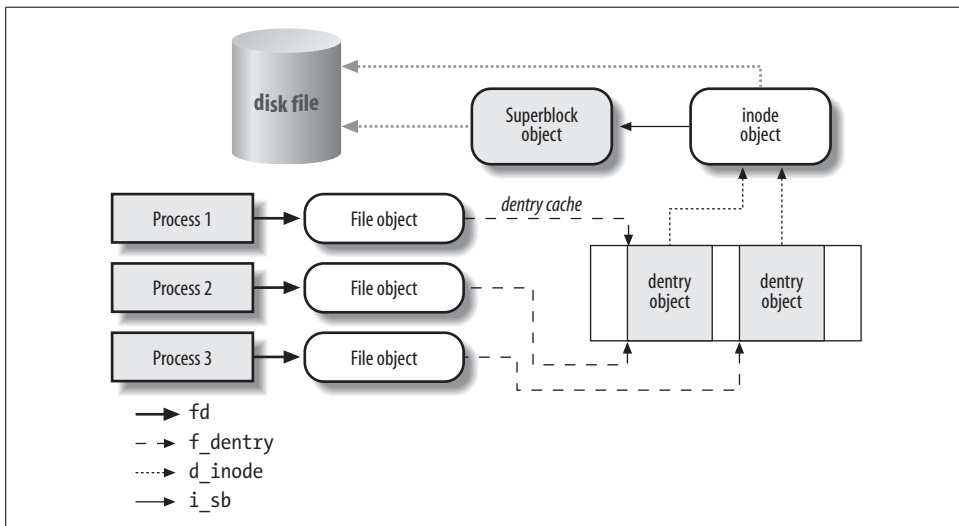 disk file
Superblock
object
inode
object
Process 1
File object
dentry cache
Process 2
File object
dentry
object
dentry
object
Process 3
File object
fd
f_dentry
d_inode
i_sb